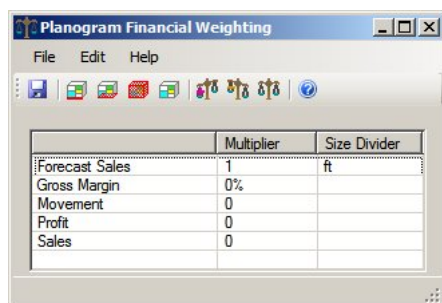 Planogram Financial Weighting
File Edit Help
Multiplier Size Divider
Forecast Sales 1 ft
Gross Margin 0%
Movement 0
Profit 0
Sales 0